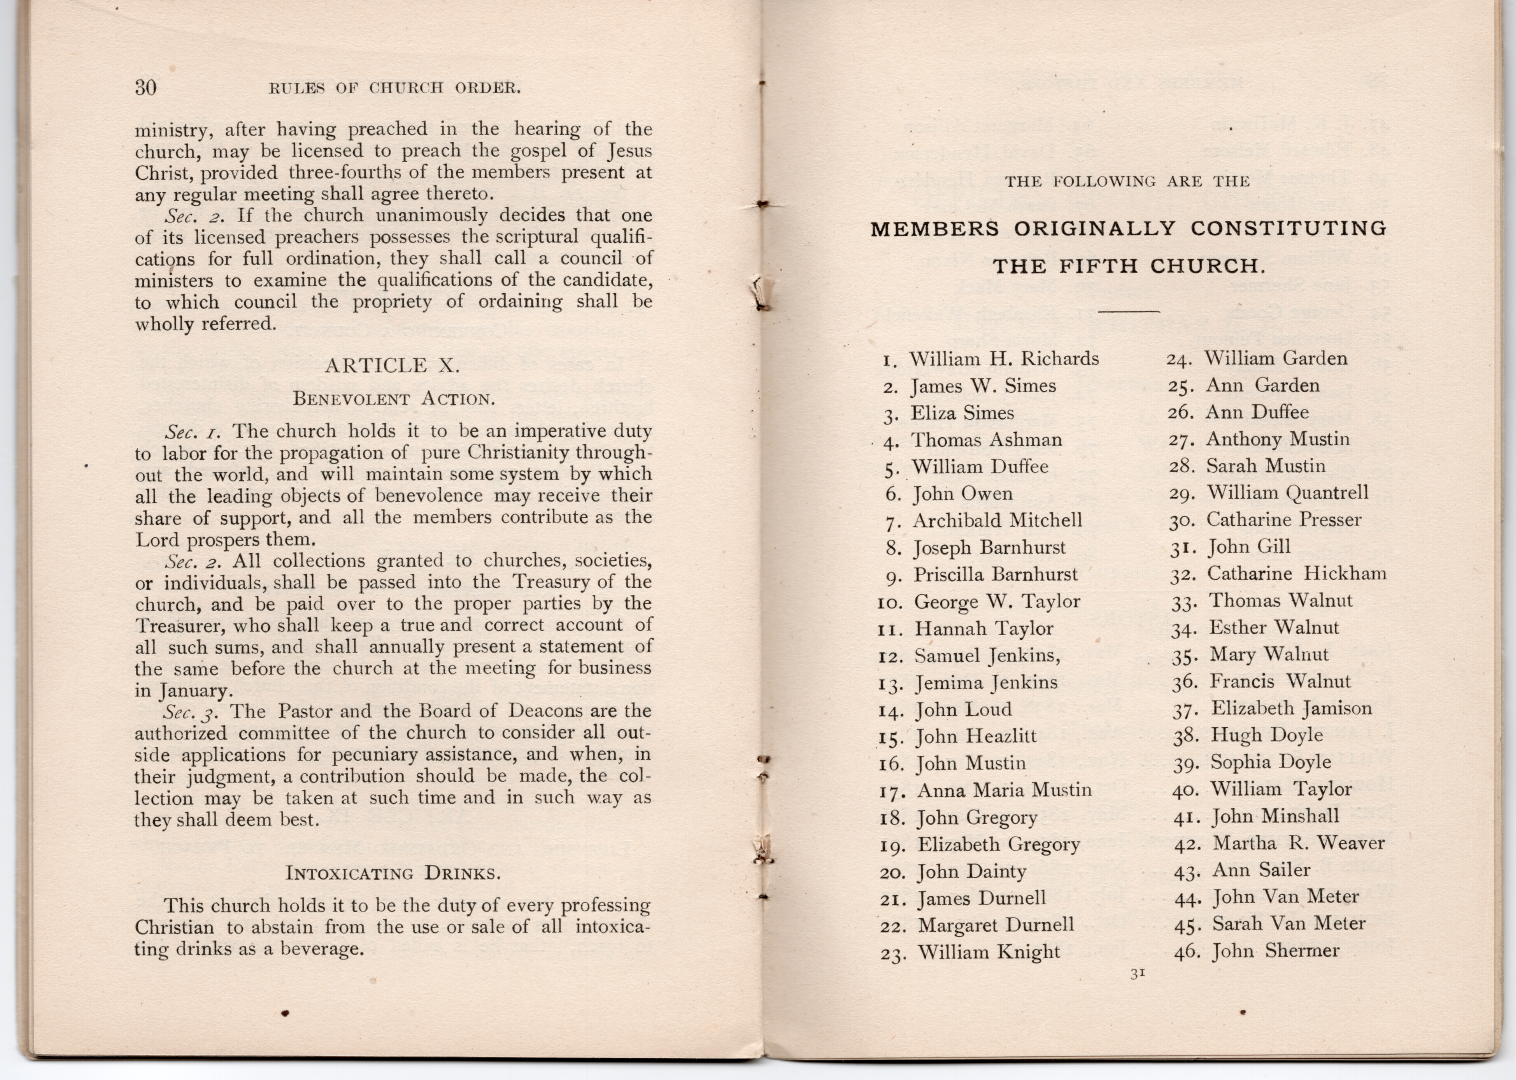 30 RULES OF CHURCH ORDER.
ministry, after having preached in the hearing of the
church, may be licensed to preach the gospel of Jesus
Christ, provided three-fourths of the members present at
any regular meeting shall agree thereto.
Sec. 2. If the church unanimously decides that one
of its licensed preachers possesses the scriptural qualifi-
cations for full ordination, they shall call a council of
ministers to examine the qualifications of the candidate,
to which council the propriety of ordaining shall be
wholly referred.
ARTICLE X.
BENEVOLENT ACTION.
Sec. 1. The church holds it to be an imperative duty
to labor for the propagation of pure Christianity through-
out the world, and will maintain some system by which
all the leading objects of benevolence may receive their
share of support, and all the members contribute as the
Lord prospers them.
Sec. 2. All collections granted to churches, societies,
or individuals, shall be passed into the Treasury of the
church, and be paid over to the proper parties by the
Treasurer, who shall keep a true and correct account of
all such sums, and shall annually present a statement of
the same before the church at the meeting for business
in January.
Sec. 3. The Pastor and the Board of Deacons are the
authorized committee of the church to consider all out-
side applications for pecuniary assistance, and when, in
their judgment, a contribution should be made, the col-
lection may be taken at such time and in such way as
they shall deem best.
INTOXICATING DRINKS.
This church holds it to be the duty of every professing
Christian to abstain from the use or sale of all intoxica-
ting drinks as a beverage.
THE FOLLOWING ARE THE
MEMBERS ORIGINALLY CONSTITUTING
THE FIFTH CHURCH.
1. William H. Richards
2. James W. Simes
3. Eliza Simes
4. Thomas Ashman
5. William Duffee
6. John Owen
7. Archibald Mitchell
8. Joseph Barnhurst
9. Priscilla Barnhurst
10. George W. Taylor
11. Hannah Taylor
12. Samuel Jenkins,
13. Jemima Jenkins
14. John Loud
15. John Heazlitt
16. John Mustin
17. Anna Maria Mustin
18. John Gregory
19. Elizabeth Gregory
20. John Dainty
21. James Durnell
22. Margaret Durnell
23. William Knight
24. William Garden
25. Ann Garden
26. Ann Duffee
27. Anthony Mustin
28. Sarah Mustin
29. William Quantrell
30. Catharine Presser
31. John Gill
32. Catharine Hickham
33. Thomas Walnut
34. Esther Walnut
35. Mary Walnut
36. Francis Walnut
37. Elizabeth Jamison
38. Hugh Doyle
39. Sophia Doyle
40. William Taylor
41. John Minshall
42. Martha R. Weaver
43. Ann Sailer
44. John Van Meter
45. Sarah Van Meter
46. John Shermer
31